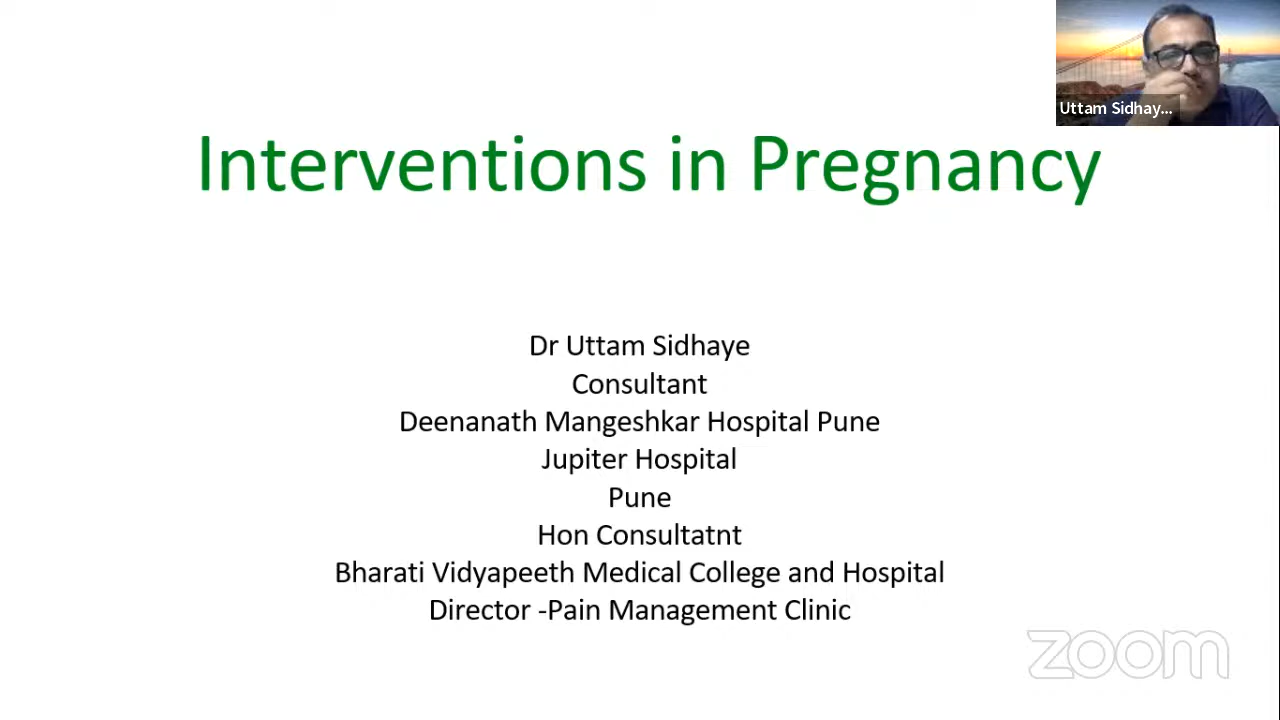 Uttam Sidhay...
Interventions in Pregnancy
Dr Uttam Sidhaye
Consultant
Deenanath Mangeshkar Hospital Pune
Jupiter Hospital
Pune
Hon Consultatnt
Bharati Vidyapeeth Medical College and Hospital
Director -Pain Management Clinic
zoom